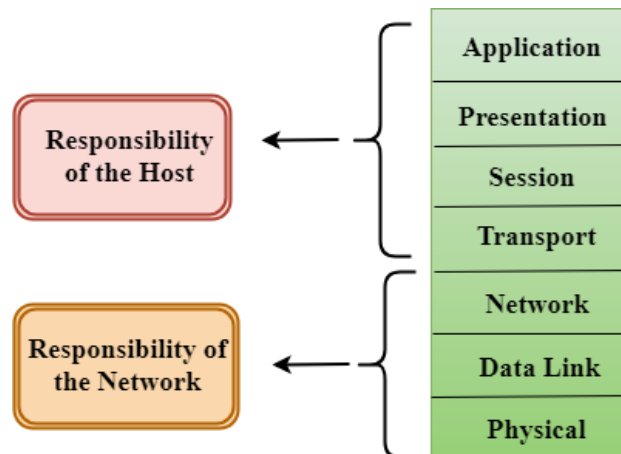 Application
Presentation
Session
Transport
Network
Data Link
Physical
Responsibility
of the Host
Responsibility of
the Network